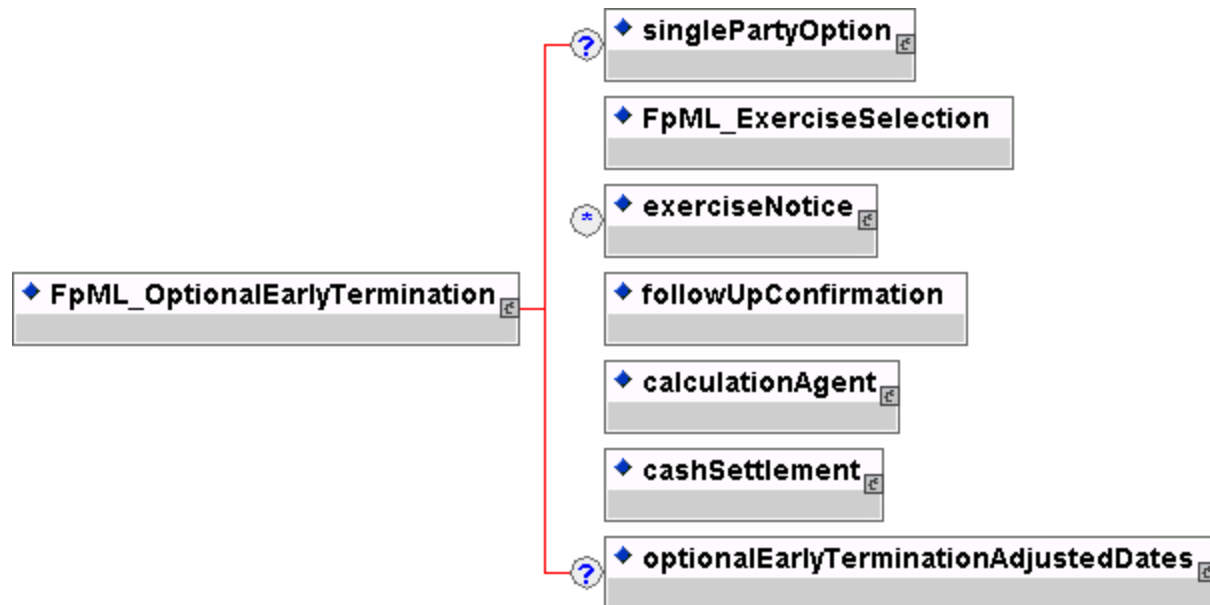 singlePartyOption
?
FpML_ExerciseSelection
exerciseNotice
*
FpML_OptionalEarlyTermination
followUpConfirmation
calculationAgent
cashSettlement
optionalEarlyTerminationAdjustedDates
?